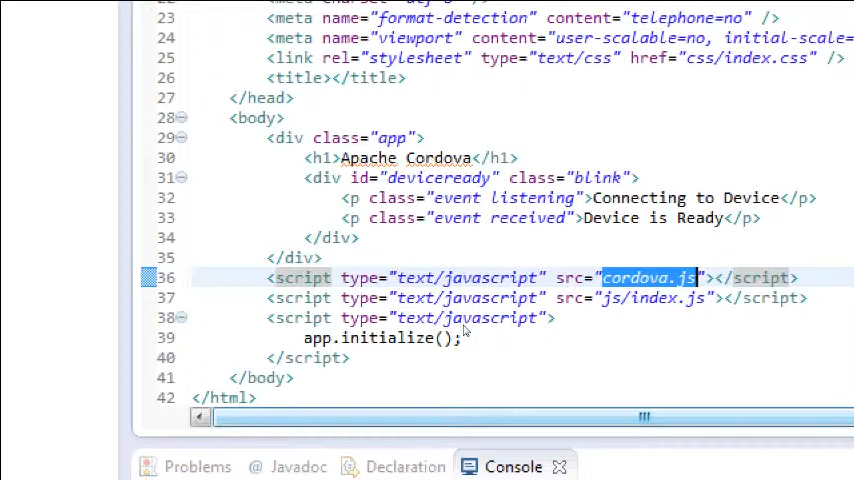 22 <meta charset="utf-8" />
23 <meta name="format-detection" content="telephone=no" />
24 <meta name="viewport" content="user-scalable=no, initial-scale=
25 <link rel="stylesheet" type="text/css" href="css/index.css" />
26 <title></title>
27 </head>
28 <body>
29 <div class="app">
30 <h1>Apache Cordova</h1>
31 <div id="deviceready" class="blink">
32 <p class="event listening">Connecting to Device</p>
33 <p class="event received">Device is Ready</p>
34 </div>
35 </div>
36 <script type="text/javascript" src="cordova.js"></script>
37 <script type="text/javascript" src="js/index.js"></script>
38 <script type="text/javascript">
39 app.initialize();
40 </script>
41 </body>
42 </html>
Problems @ Javadoc Declaration Console